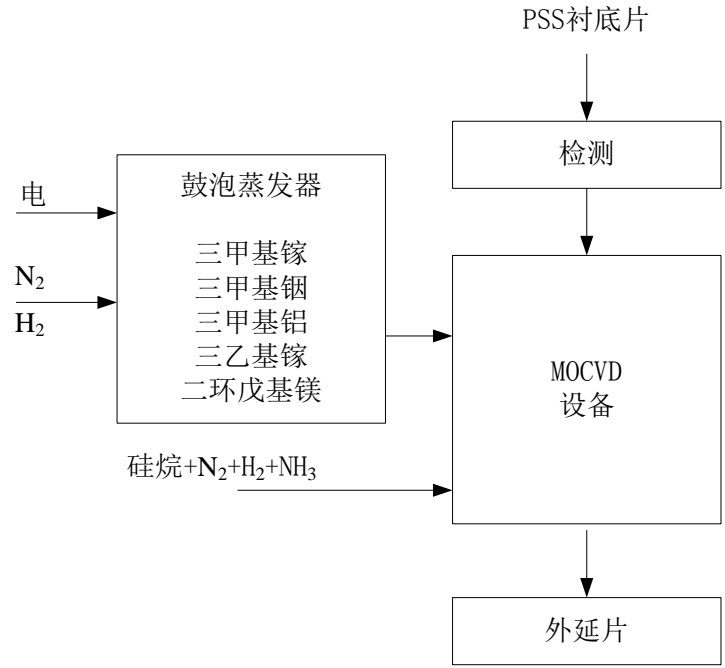 PSS衬底片
检测
鼓泡蒸发器
电
三甲基镓
N₂
三甲基铟
H₂
三甲基铝
三乙基镓
二环戊基镁
MOCVD
设备
硅烷+N₂+H₂+NH₃
外延片